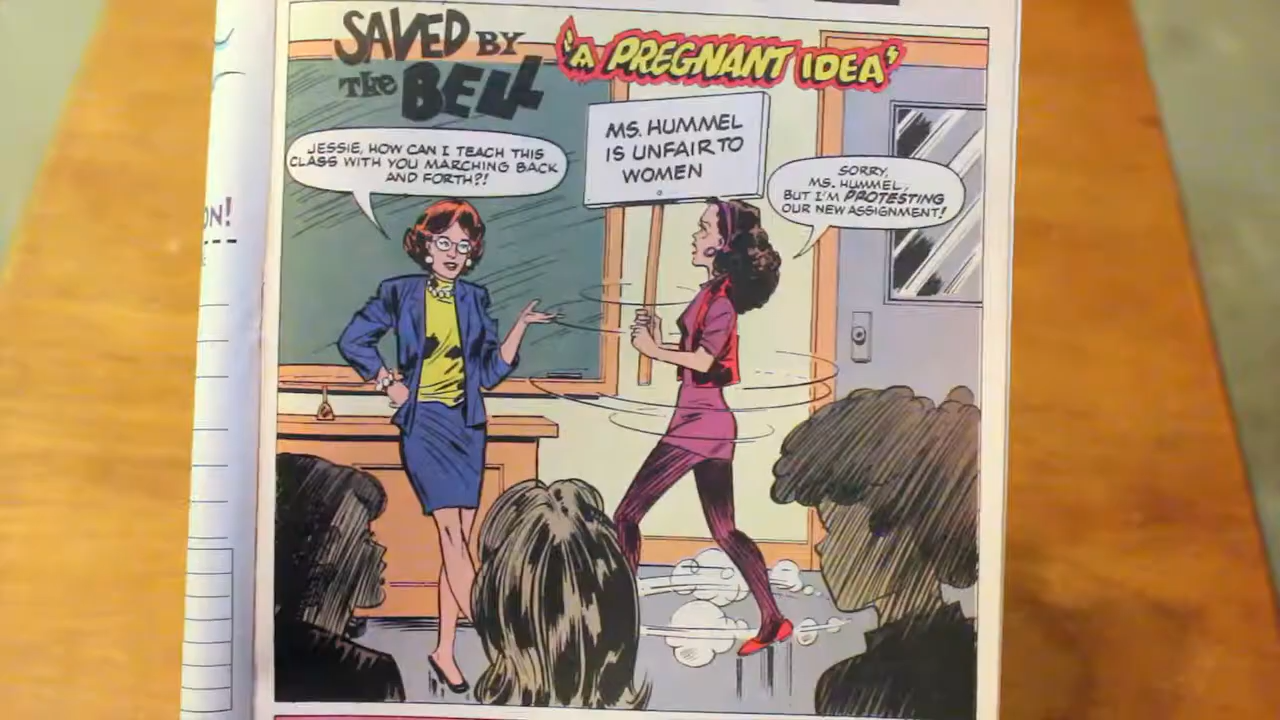 SAVED BY
THE BELL
'A PREGNANT IDEA'
JESSIE, HOW CAN I TEACH THIS
CLASS WITH YOU MARCHING BACK
AND FORTH?!
MS. HUMMEL
IS UNFAIR TO
WOMEN
SORRY,
MS. HUMMEL,
BUT I'M PROTESTING
OUR NEW ASSIGNMENT!
ON!